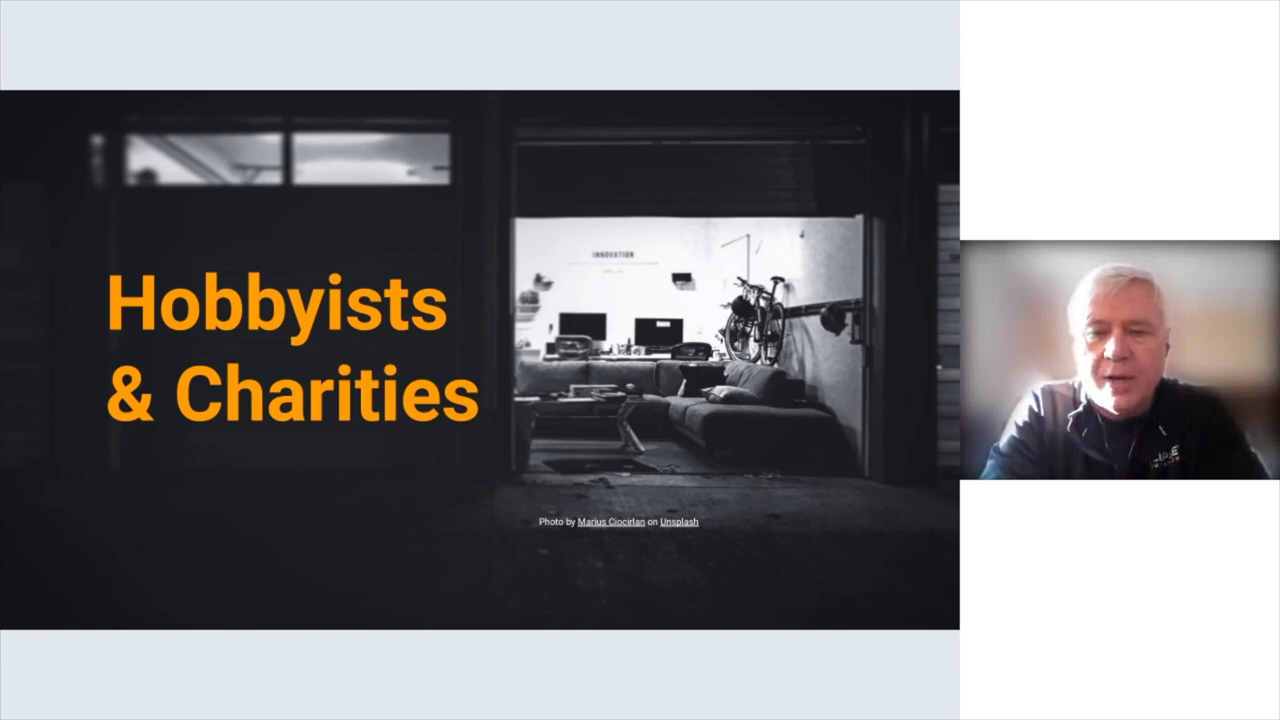 INNOVATION
Hobbyists
& Charities
Photo by Marius Ciocirlan on Unsplash